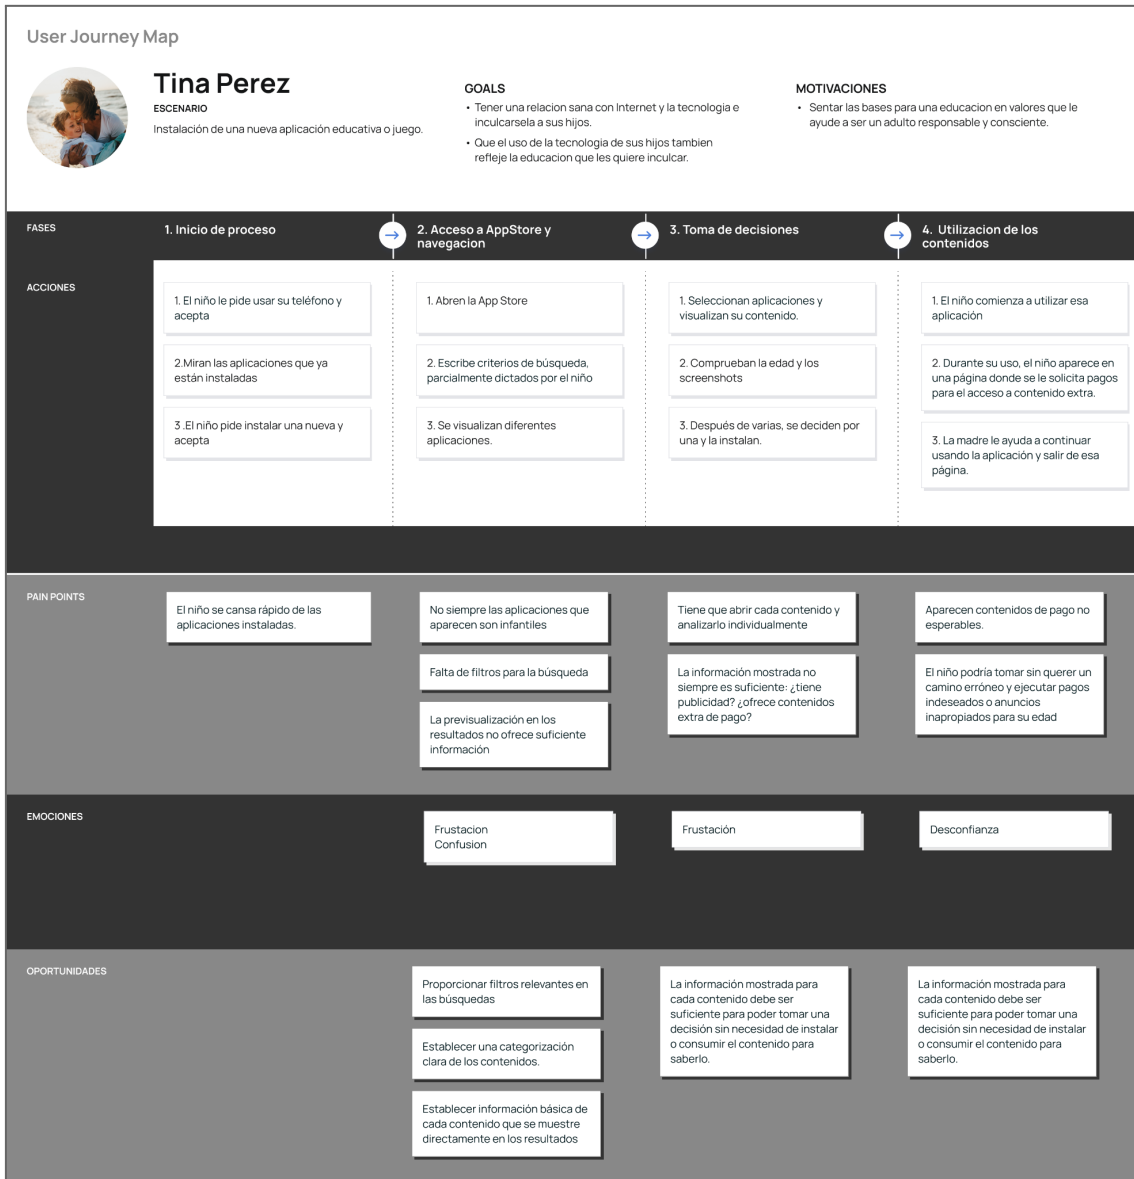 User Journey Map
Tina Perez
ESCENARIO
Instalación de una nueva aplicación educativa o juego.
GOALS
• Tener una relacion sana con Internet y la tecnologia e
inculcarsela a sus hijos.
• Que el uso de la tecnologia de sus hijos tambien
refleje la educacion que les quiere inculcar.
MOTIVACIONES
• Sentar las bases para una educacion en valores que le
ayude a ser un adulto responsable y consciente.
FASES
1. Inicio de proceso
2. Acceso a AppStore y
navegacion
3. Toma de decisiones
4. Utilizacion de los
contenidos
ACCIONES
1. El niño le pide usar su teléfono y
acepta
2.Miran las aplicaciones que ya
están instaladas
3 .El niño pide instalar una nueva y
acepta
1. Abren la App Store
2. Escribe criterios de búsqueda,
parcialmente dictados por el niño
3. Se visualizan diferentes
aplicaciones.
1. Seleccionan aplicaciones y
visualizan su contenido.
2. Comprueban la edad y los
screenshots
3. Después de varias, se deciden por
una y la instalan.
1. El niño comienza a utilizar esa
aplicación
2. Durante su uso, el niño aparece en
una página donde se le solicita pagos
para el acceso a contenido extra.
3. La madre le ayuda a continuar
usando la aplicación y salir de esa
página.
PAIN POINTS
El niño se cansa rápido de las
aplicaciones instaladas.
No siempre las aplicaciones que
aparecen son infantiles
Falta de filtros para la búsqueda
La previsualización en los
resultados no ofrece suficiente
información
Tiene que abrir cada contenido y
analizarlo individualmente
La información mostrada no
siempre es suficiente: ¿tiene
publicidad? ¿ofrece contenidos
extra de pago?
Aparecen contenidos de pago no
esperables.
El niño podría tomar sin querer un
camino erróneo y ejecutar pagos
indeseados o anuncios
inapropiados para su edad
EMOCIONES
Frustacion
Confusion
Frustación
Desconfianza
OPORTUNIDADES
Proporcionar filtros relevantes en
las búsquedas
Establecer una categorización
clara de los contenidos.
Establecer información básica de
cada contenido que se muestre
directamente en los resultados
La información mostrada para
cada contenido debe ser
suficiente para poder tomar una
decisión sin necesidad de instalar
o consumir el contenido para
saberlo.
La información mostrada para
cada contenido debe ser
suficiente para poder tomar una
decisión sin necesidad de instalar
o consumir el contenido para
saberlo.